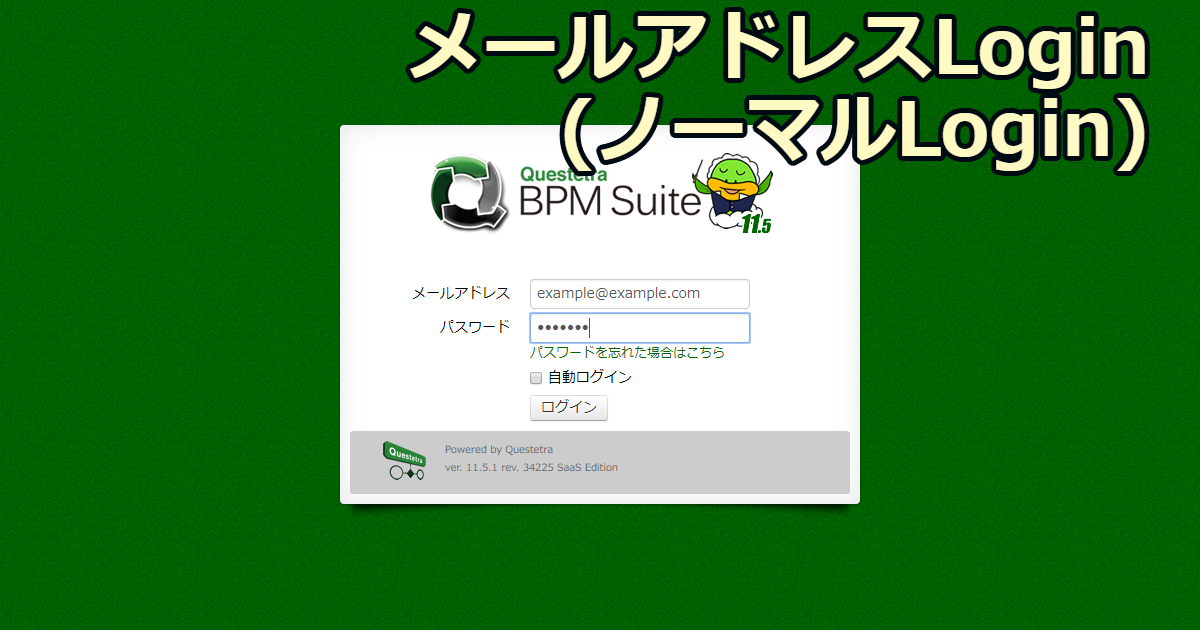 メールアドレスLogin
(ノーマルLogin)
Questetra
BPM Suite
11.5
メールアドレス example@example.com
パスワード •••••••
パスワードを忘れた場合はこちら
自動ログイン
ログイン
Questetra
Powered by Questetra
ver. 11.5.1 rev. 34225 SaaS Edition